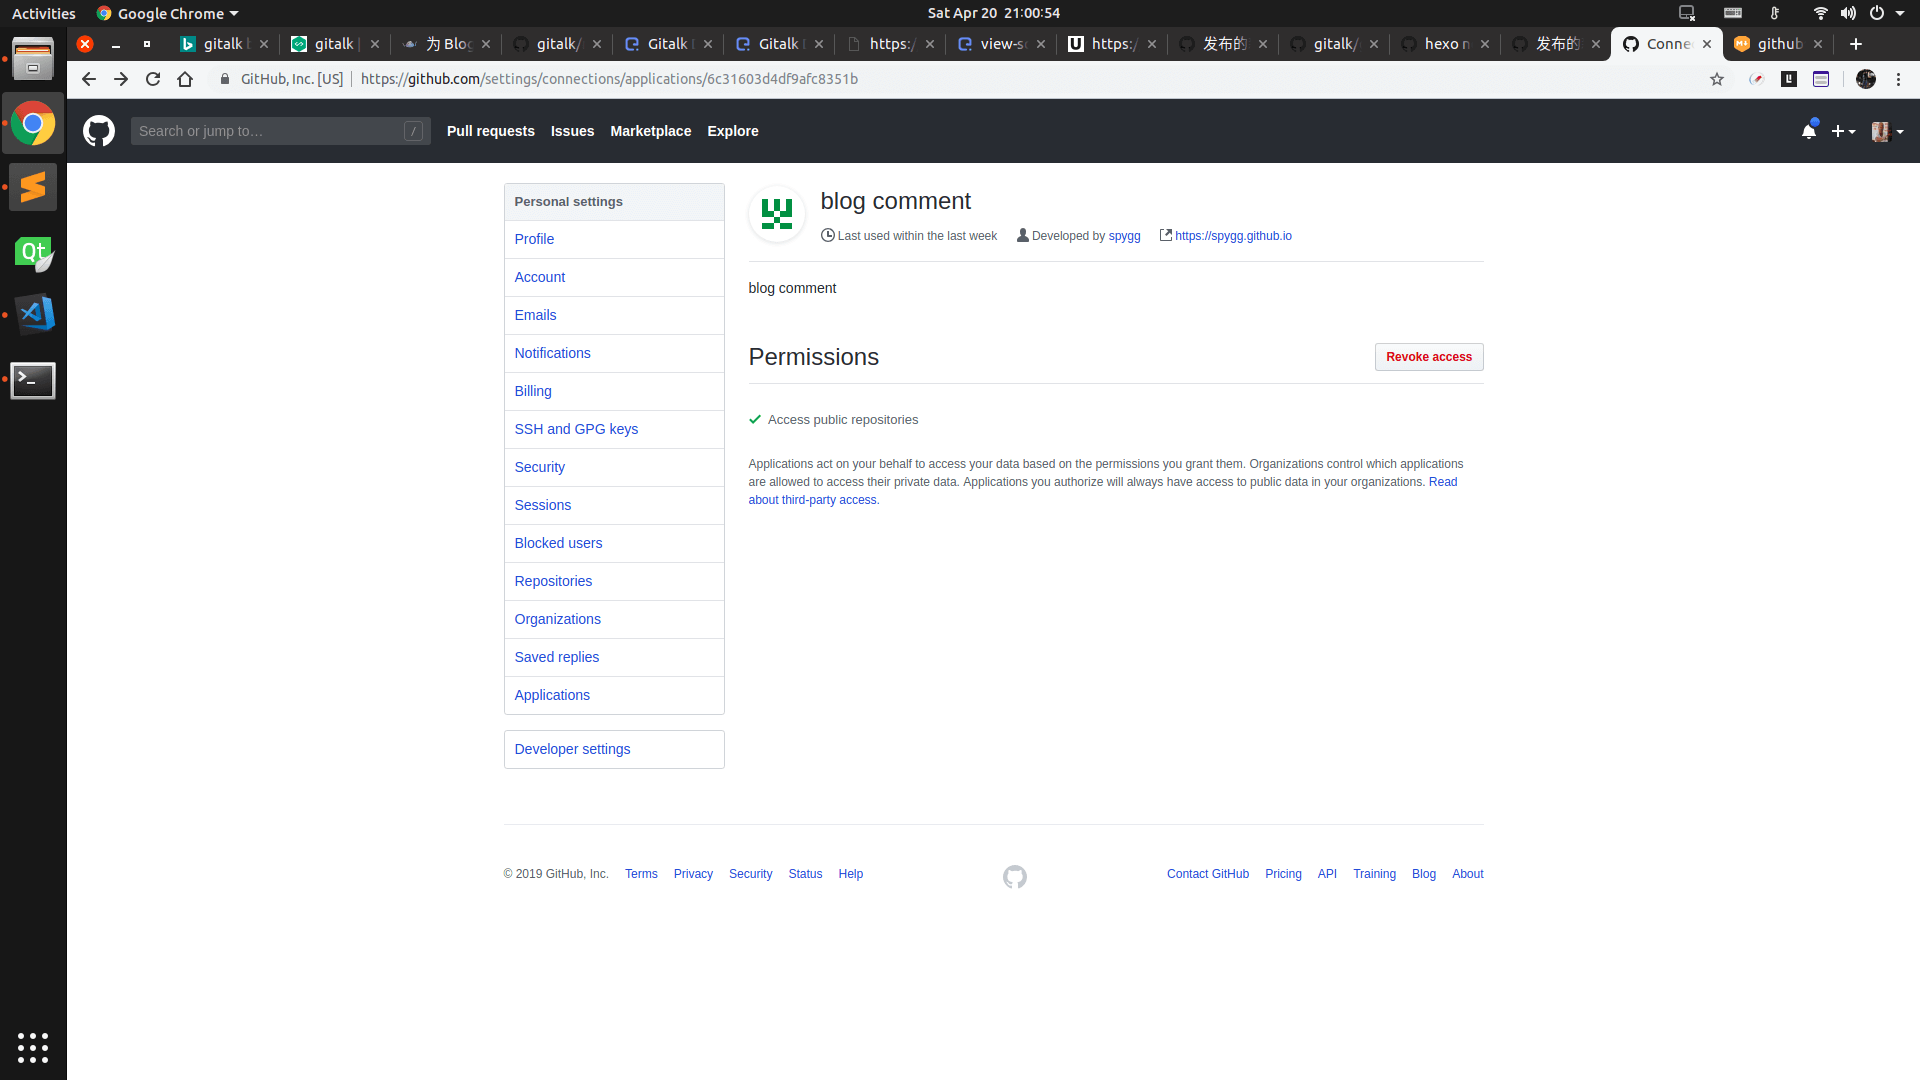 Activities
Google Chrome
Sat Apr 20 21:00:54
gitalk
gitalk
为 Blog
gitalk/
Gitalk
Gitalk
https:/
view-s
https:/
发布的
gitalk/
hexo n
发布的
Conne
github
GitHub, Inc. [US]
https://github.com/settings/connections/applications/6c31603d4df9afc8351b
Search or jump to…
/
Pull requests
Issues
Marketplace
Explore
Personal settings
Profile
Account
Emails
Notifications
Billing
SSH and GPG keys
Security
Sessions
Blocked users
Repositories
Organizations
Saved replies
Applications
Developer settings
blog comment
Last used within the last week
Developed by spygg
https://spygg.github.io
blog comment
Permissions
Revoke access
Access public repositories
Applications act on your behalf to access your data based on the permissions you grant them. Organizations control which applications
are allowed to access their private data. Applications you authorize will always have access to public data in your organizations. Read
about third-party access.
© 2019 GitHub, Inc.
Terms
Privacy
Security
Status
Help
Contact GitHub
Pricing
API
Training
Blog
About
Qt